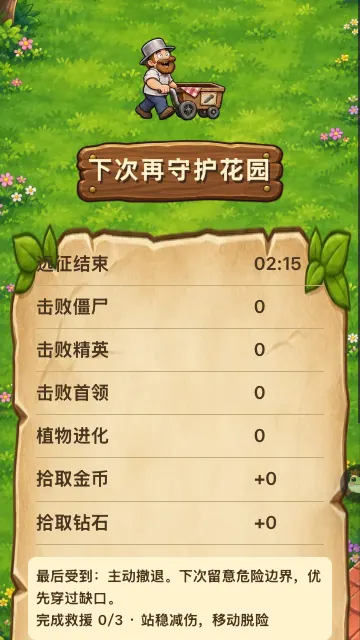 下次再守护花园
远征结束 02:15
击败僵尸 0
击败精英 0
击败首领 0
植物进化 0
拾取金币 +0
拾取钻石 +0
最后受到：主动撤退。下次留意危险边界，优
先穿过缺口。
完成救援 0/3 · 站稳减伤，移动脱险